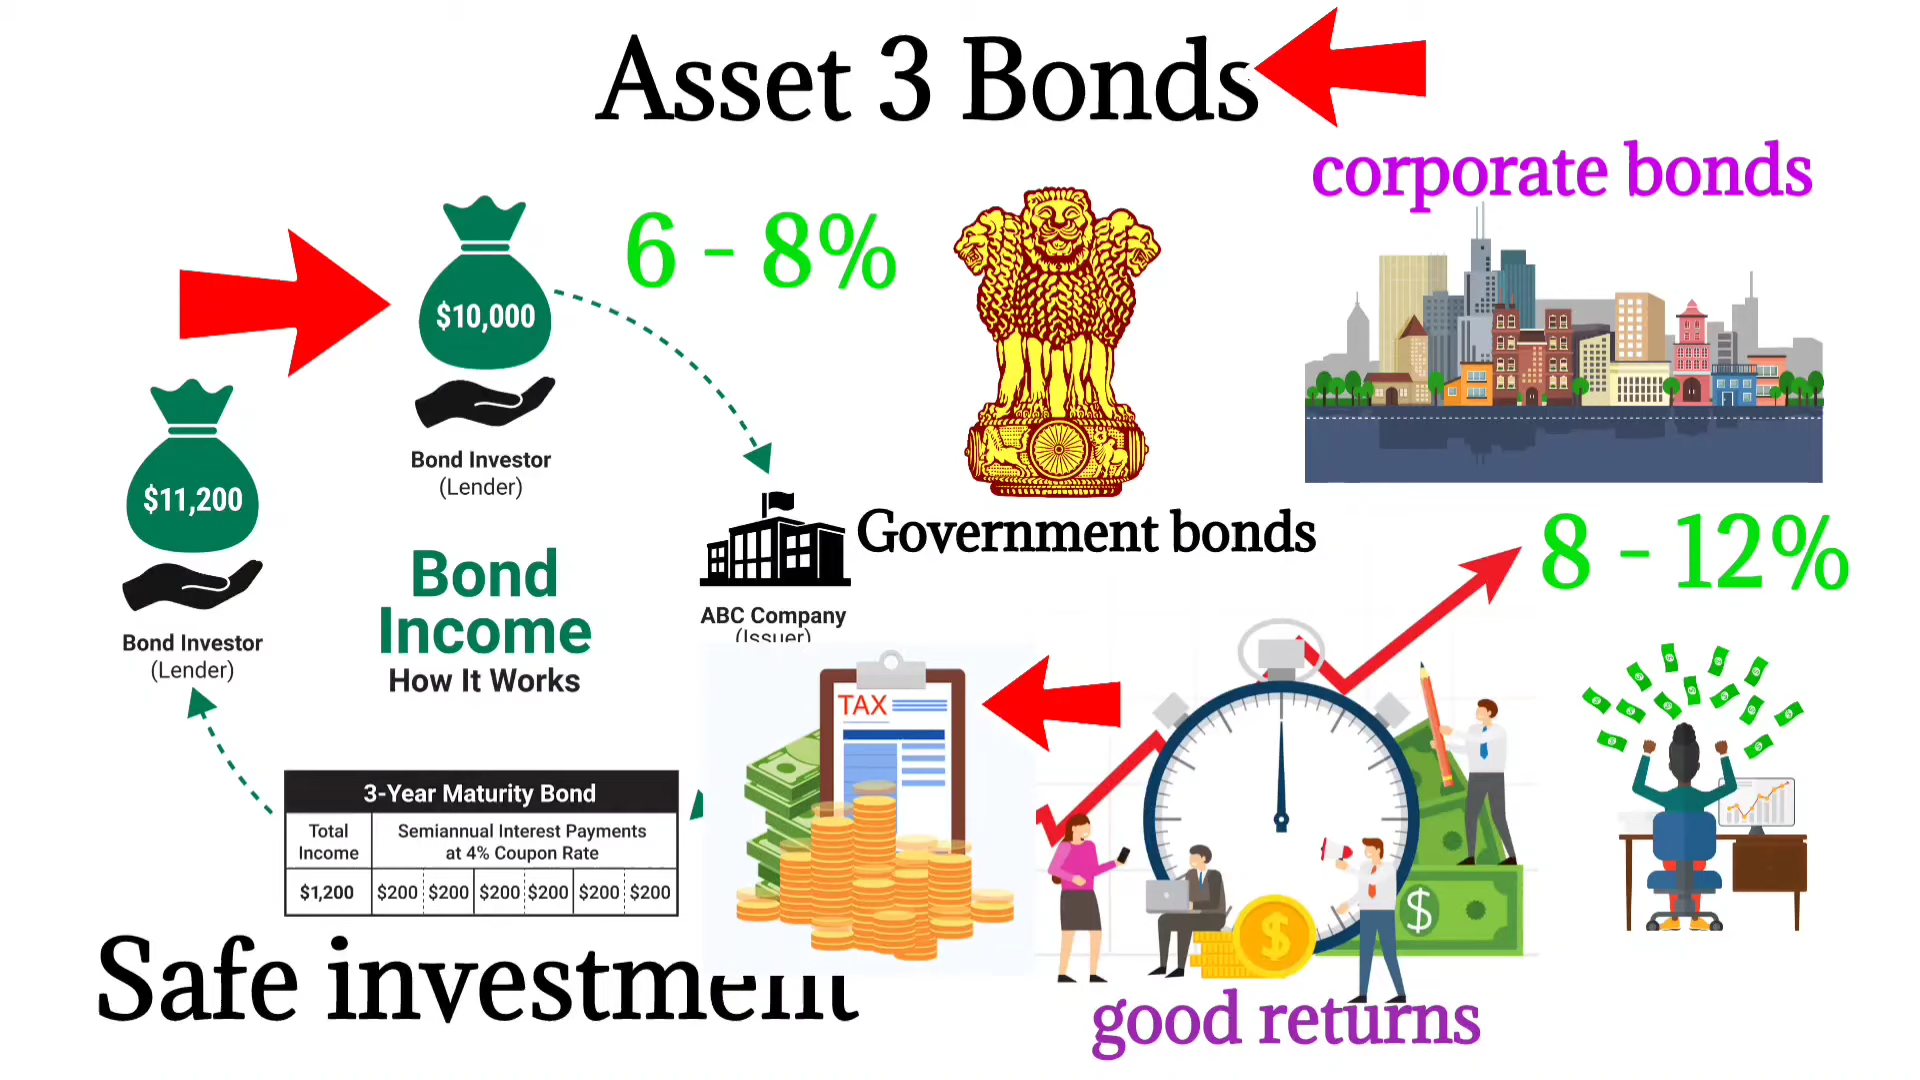 Asset 3 Bonds
corporate bonds
6 - 8%
$10,000
Bond Investor
(Lender)
$11,200
Bond Investor
(Lender)
Bond
Income
How It Works
Government bonds
ABC Company
(Issuer)
8 - 12%
TAX
3-Year Maturity Bond
Total
Income
Semiannual Interest Payments
at 4% Coupon Rate
$1,200 $200 $200 $200 $200 $200 $200
$
$
Safe investment
good returns